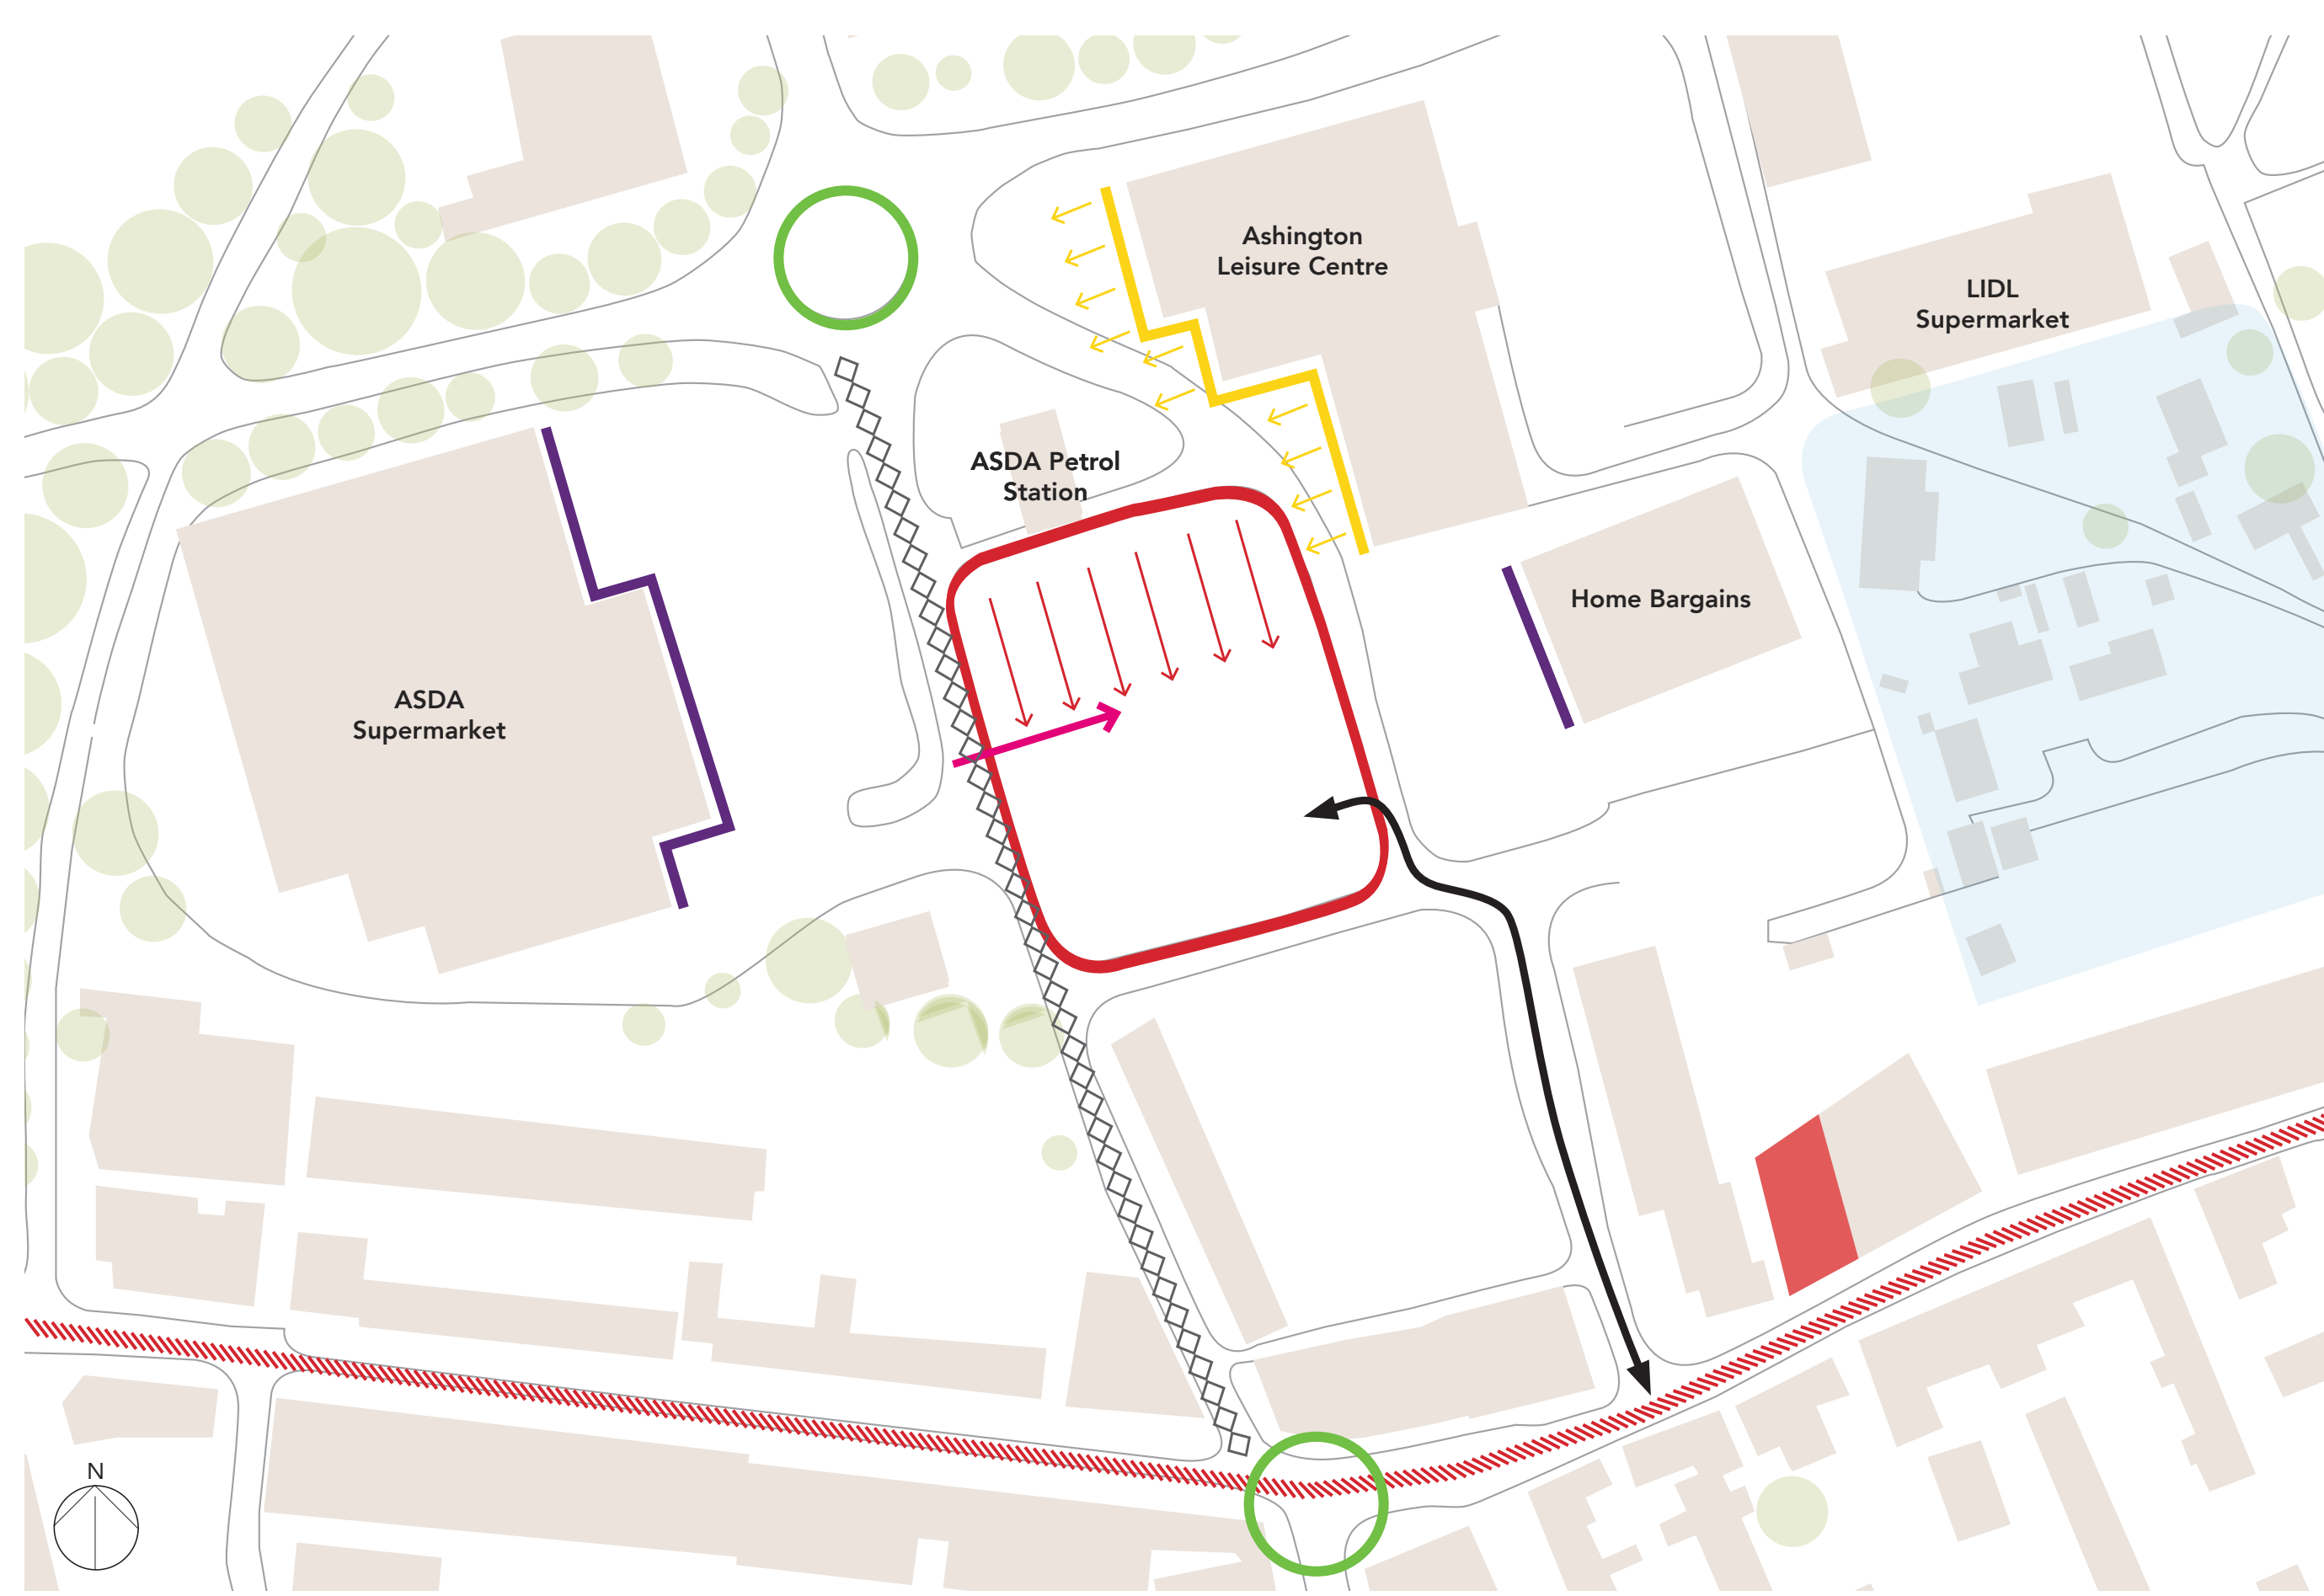 Ashington
Leisure Centre
LIDL
Supermarket
ASDA Petrol
Station
Home Bargains
ASDA
Supermarket
N